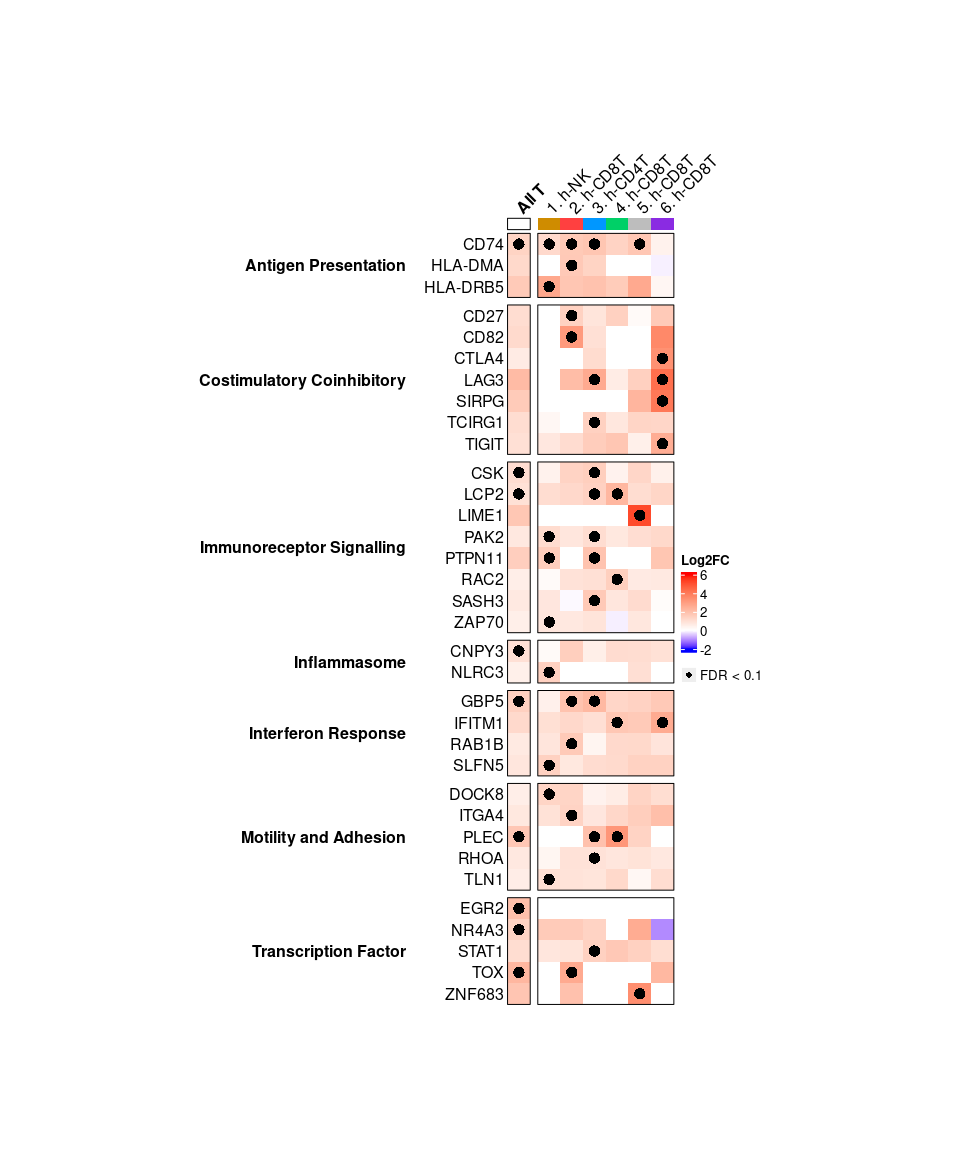 All T
1. h-NK
2. h-CD8T
3. h-CD4T
4. h-CD8T
5. h-CD8T
6. h-CD8T
Antigen Presentation
CD74
HLA-DMA
HLA-DRB5
Costimulatory Coinhibitory
CD27
CD82
CTLA4
LAG3
SIRPG
TCIRG1
TIGIT
Immunoreceptor Signalling
CSK
LCP2
LIME1
PAK2
PTPN11
RAC2
SASH3
ZAP70
Inflammasome
CNPY3
NLRC3
Interferon Response
GBP5
IFITM1
RAB1B
SLFN5
Motility and Adhesion
DOCK8
ITGA4
PLEC
RHOA
TLN1
Transcription Factor
EGR2
NR4A3
STAT1
TOX
ZNF683
Log2FC
6
4
2
0
-2
FDR < 0.1